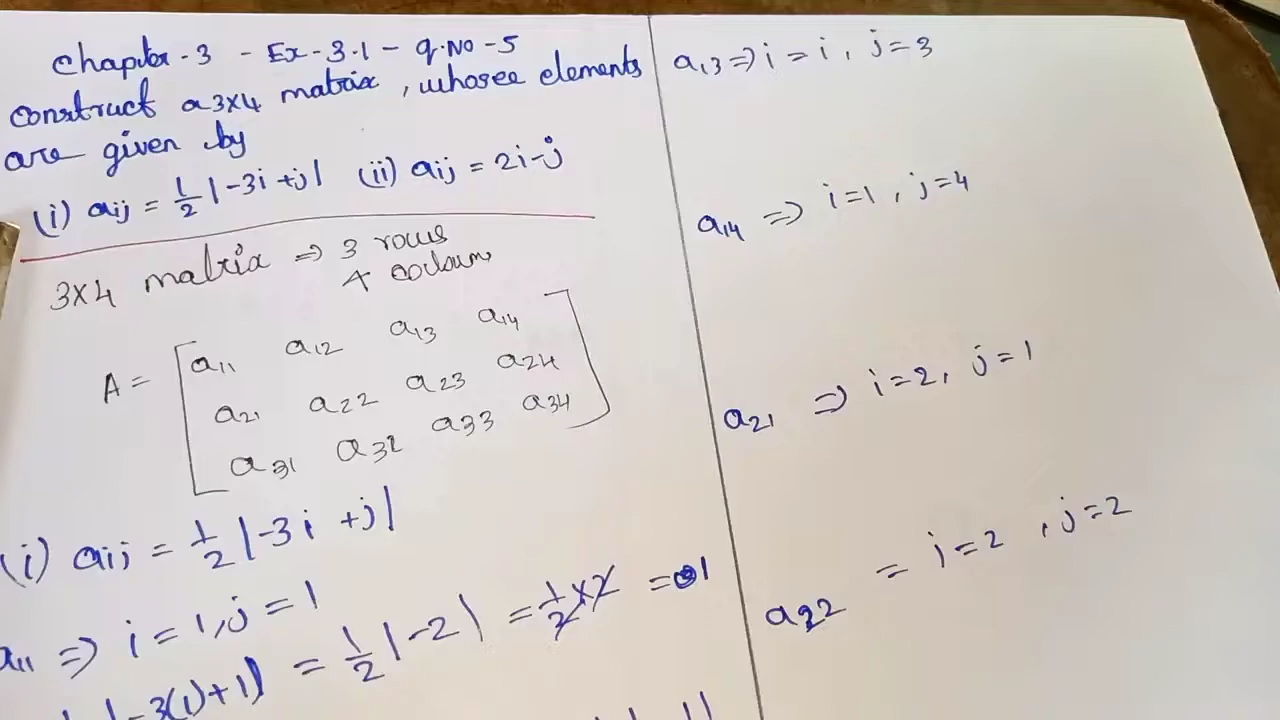 Chapter - 3 - Ex - 3.1 - q.No - 5
construct a 3x4 matrix, whosee elements
are given by
(i) aij = 1/2 |-3i + j| (ii) aij = 2i-j
3x4 matrix ⇒ 3 rows
4 column
A = [ a11 a12 a13 a14
a21 a22 a23 a24
a31 a32 a33 a34 ]
(i) aij = 1/2 |-3i + j|
a11 ⇒ i = 1, j = 1
|-3(1)+1| = 1/2 |-2| = 1/2 x 2 = 1
a13 ⇒ i = i, j = 3
a14 ⇒ i = 1, j = 4
a21 ⇒ i = 2, j = 1
a22 = i = 2, j = 2